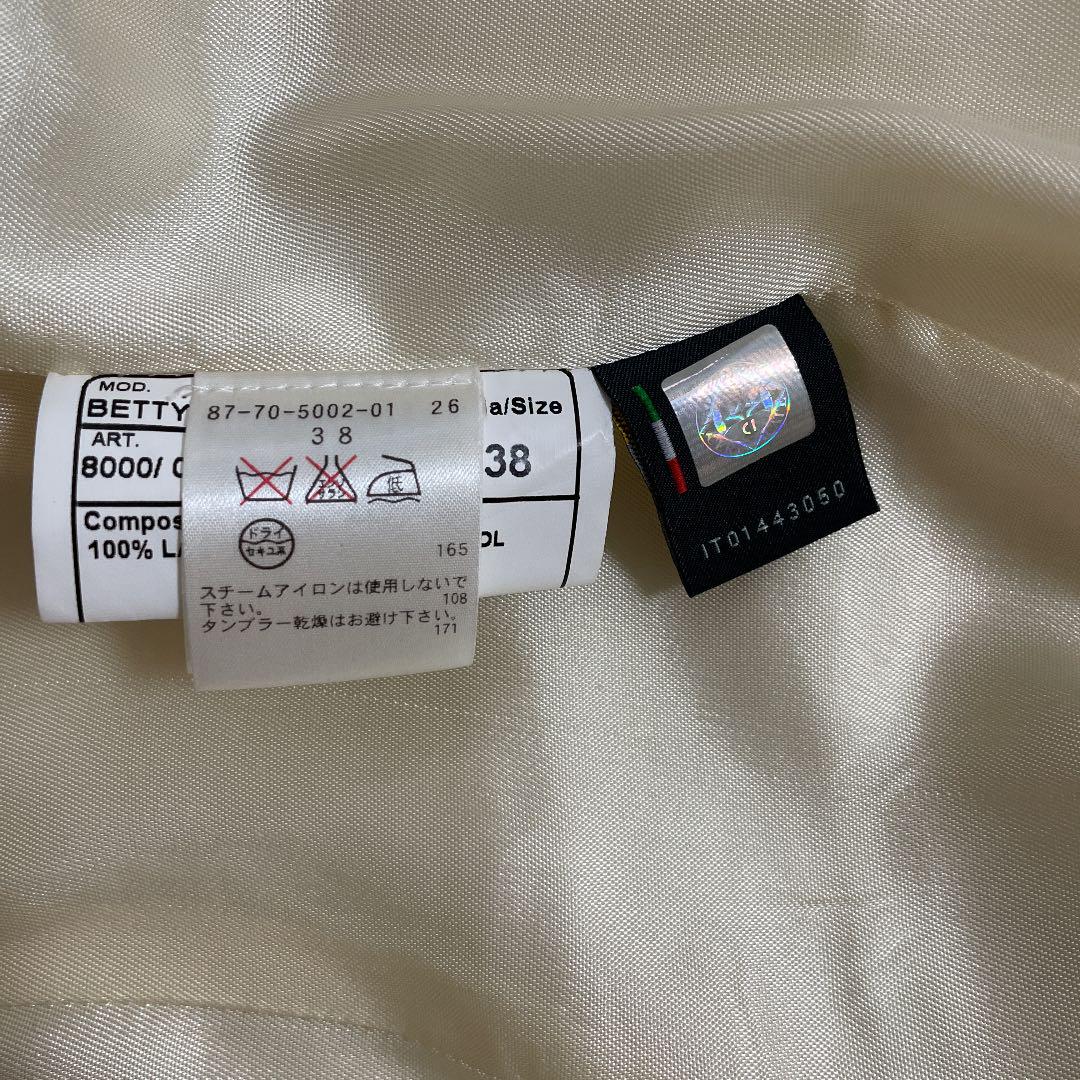 MOD.
BETTY
a/Size
ART.
8000/
38
Compos
100% L
OL
87-70-5002-01 26
38
低
ドライ
セキユ系
165
スチームアイロンは使用しないで
下さい。
108
タンブラー乾燥はお避け下さい。
171
CI
IT01443050